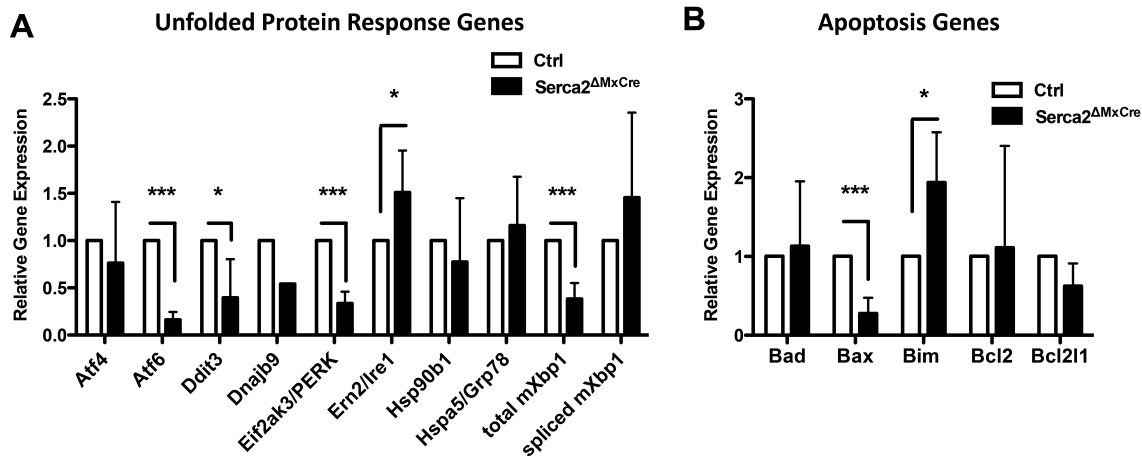 A
Unfolded Protein Response Genes
Ctrl
Serca2ΔMxCre
Relative Gene Expression
2.5
2.0
1.5
1.0
0.5
0.0
***
*
***
*
***
Atf4
Atf6
Ddit3
Dnajb9
Eif2ak3/PERK
Ern2/Ire1
Hsp90b1
Hspa5/Grp78
total mXbp1
spliced mXbp1
B
Apoptosis Genes
Ctrl
Serca2ΔMxCre
Relative Gene Expression
3
2
1
0
***
*
Bad
Bax
Bim
Bcl2
Bcl2l1